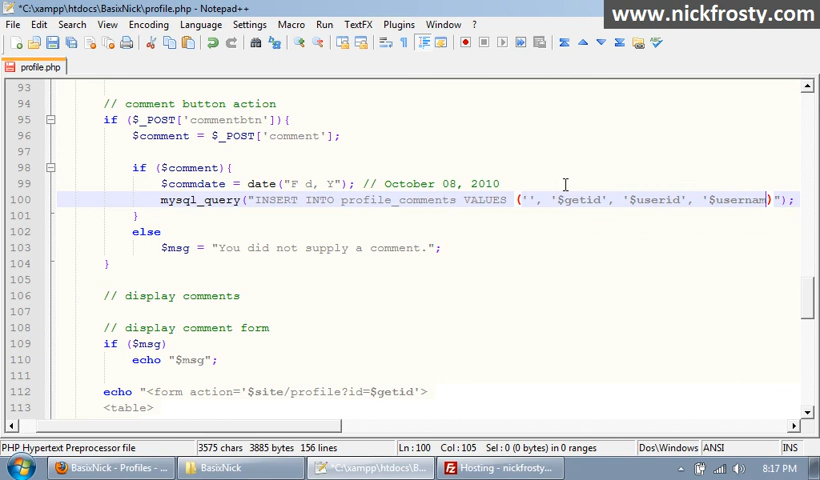 *C:\xampp\htdocs\BasixNick\profile.php - Notepad++
www.nickfrosty.com
File Edit Search View Encoding Language Settings Macro Run TextFX Plugins Window ?
profile.php
93
94 // comment button action
95 if ($_POST['commentbtn']){
96 $comment = $_POST['comment'];
97
98 if ($comment){
99 $commdate = date("F d, Y"); // October 08, 2010
100 mysql_query("INSERT INTO profile_comments VALUES ('', '$getid', '$userid', '$usernam)");
101 }
102 else
103 $msg = "You did not supply a comment.";
104 }
105
106 // display comments
107
108 // display comment form
109 if ($msg)
110 echo "$msg";
111
112 echo "<form action='$site/profile?id=$getid'>
113 <table>
PHP Hypertext Preprocessor file 3575 chars 3885 bytes 156 lines Ln : 100 Col : 105 Sel : 0 (0 bytes) in 0 ranges Dos\Windows ANSI INS
BasixNick - Profiles - ... BasixNick *C:\xampp\htdocs\B... Hosting - nickfrosty... 8:17 PM